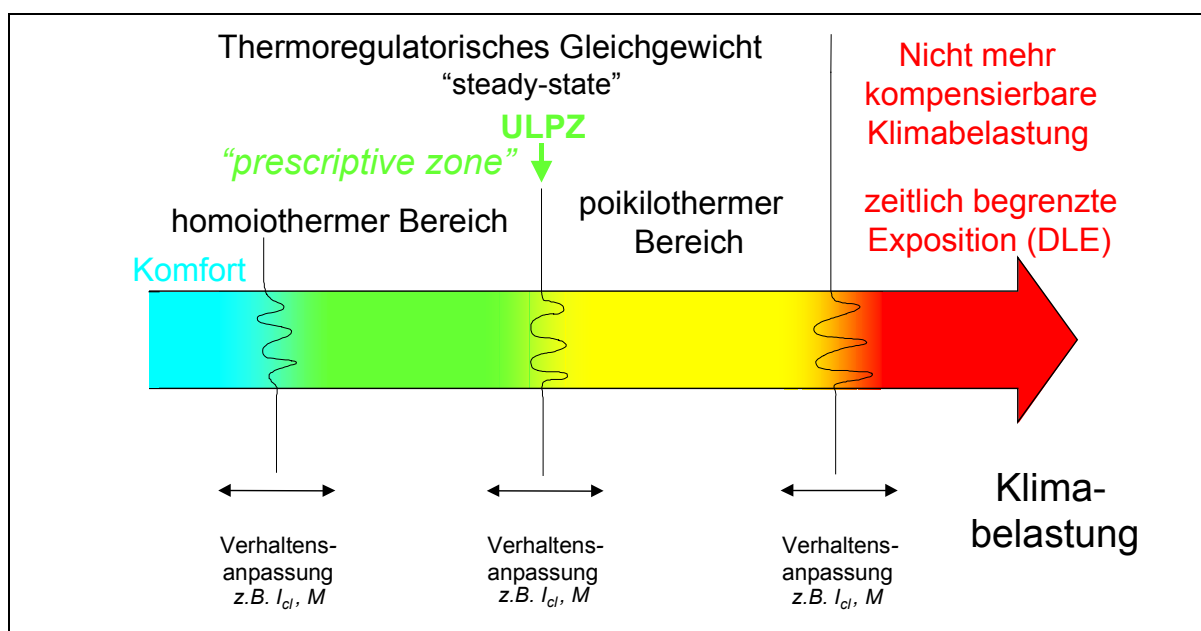 Thermoregulatorisches Gleichgewicht
“steady-state”
ULPZ
“prescriptive zone”
homoiothermer Bereich
poikilothermer
Bereich
Nicht mehr
kompensierbare
Klimabelastung
zeitlich begrenzte
Exposition (DLE)
Komfort
Verhaltens-
anpassung
z.B. Icl, M
Verhaltens-
anpassung
z.B. Icl, M
Verhaltens-
anpassung
z.B. Icl, M
Klima-
belastung